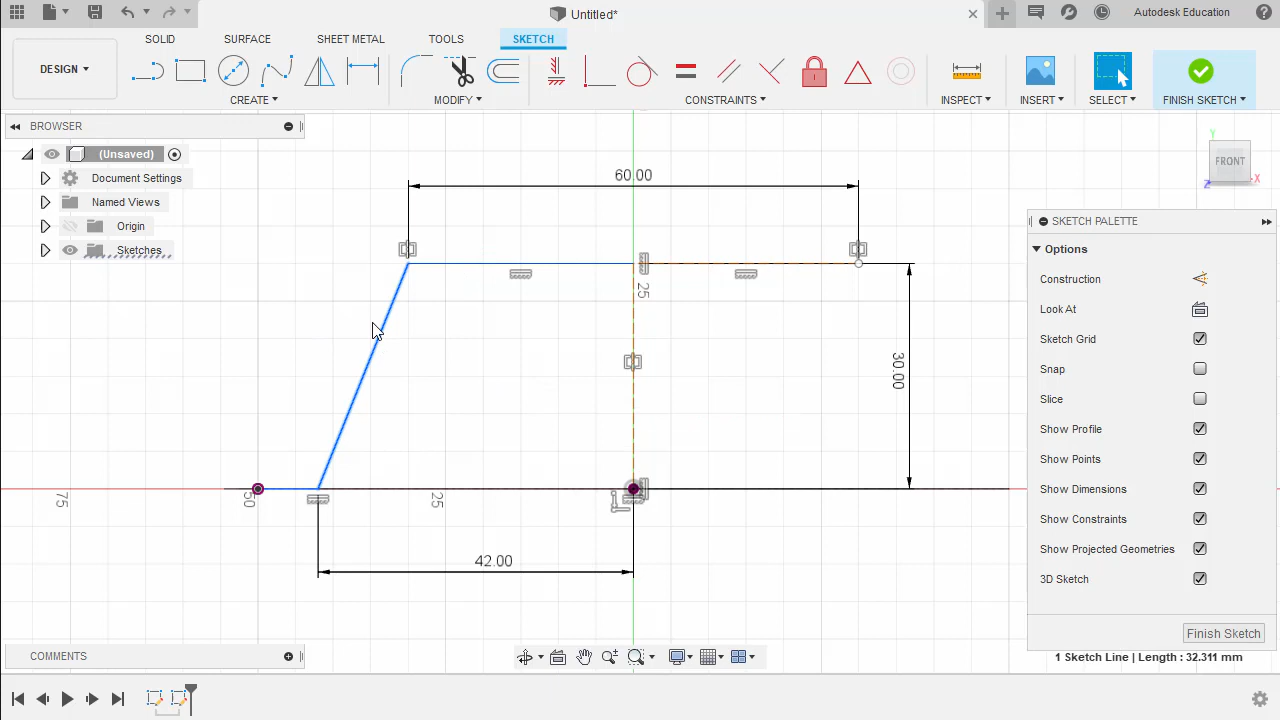 Untitled*
Autodesk Education
SOLID SURFACE SHEET METAL TOOLS SKETCH
DESIGN
CREATE MODIFY CONSTRAINTS INSPECT INSERT SELECT FINISH SKETCH
BROWSER
(Unsaved)
Document Settings
Named Views
Origin
Sketches
60.00
25
30.00
75
50
25
42.00
FRONT
Y
X
Z
SKETCH PALETTE
Options
Construction
Look At
Sketch Grid
Snap
Slice
Show Profile
Show Points
Show Dimensions
Show Constraints
Show Projected Geometries
3D Sketch
Finish Sketch
COMMENTS
1 Sketch Line | Length : 32.311 mm